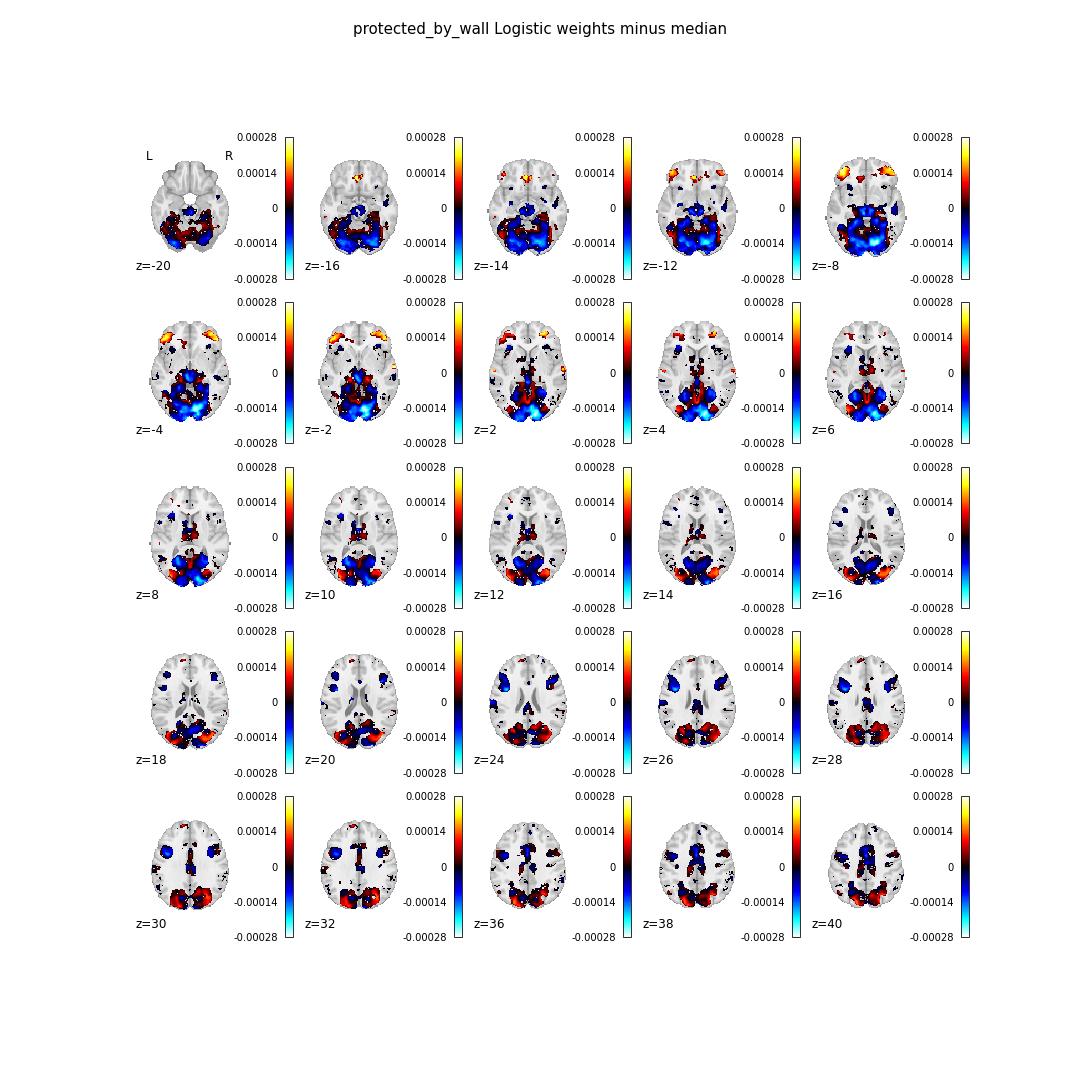 protected_by_wall Logistic weights minus median
L R
0.00028 0.00028 0.00028 0.00028 0.00028
0.00014 0.00014 0.00014 0.00014 0.00014
0 0 0 0 0
-0.00014 -0.00014 -0.00014 -0.00014 -0.00014
z=-20 z=-16 z=-14 z=-12 z=-8
-0.00028 -0.00028 -0.00028 -0.00028 -0.00028
0.00028 0.00028 0.00028 0.00028 0.00028
0.00014 0.00014 0.00014 0.00014 0.00014
0 0 0 0 0
-0.00014 -0.00014 -0.00014 -0.00014 -0.00014
z=-4 z=-2 z=2 z=4 z=6
-0.00028 -0.00028 -0.00028 -0.00028 -0.00028
0.00028 0.00028 0.00028 0.00028 0.00028
0.00014 0.00014 0.00014 0.00014 0.00014
0 0 0 0 0
-0.00014 -0.00014 -0.00014 -0.00014 -0.00014
z=8 z=10 z=12 z=14 z=16
-0.00028 -0.00028 -0.00028 -0.00028 -0.00028
0.00028 0.00028 0.00028 0.00028 0.00028
0.00014 0.00014 0.00014 0.00014 0.00014
0 0 0 0 0
-0.00014 -0.00014 -0.00014 -0.00014 -0.00014
z=18 z=20 z=24 z=26 z=28
-0.00028 -0.00028 -0.00028 -0.00028 -0.00028
0.00028 0.00028 0.00028 0.00028 0.00028
0.00014 0.00014 0.00014 0.00014 0.00014
0 0 0 0 0
-0.00014 -0.00014 -0.00014 -0.00014 -0.00014
z=30 z=32 z=36 z=38 z=40
-0.00028 -0.00028 -0.00028 -0.00028 -0.00028